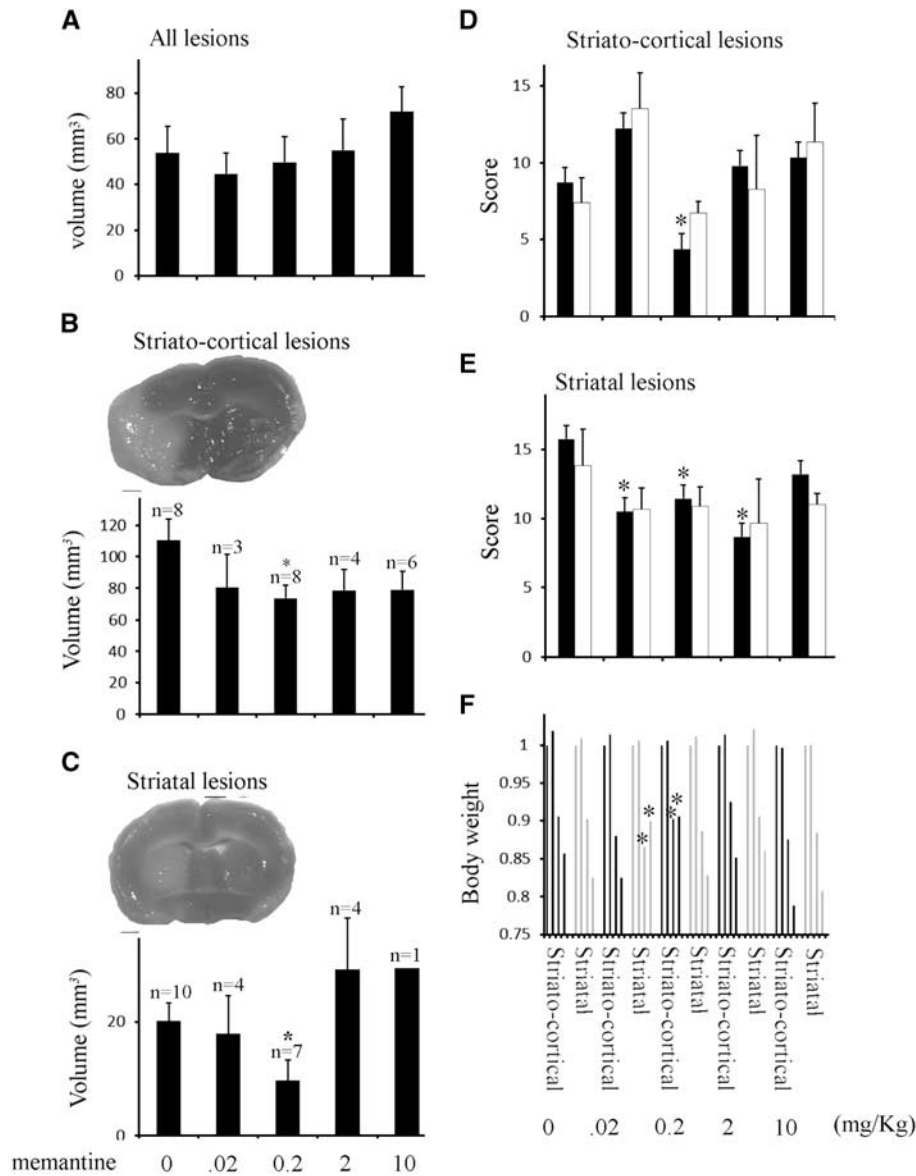 A
All lesions
volume (mm³)
80
60
40
20
0
B
Striato-cortical lesions
Volume (mm³)
120
100
80
60
40
20
0
n=8
n=3
*
n=8
n=4
n=6
C
Striatal lesions
Volume (mm³)
20
0
n=10
n=4
*
n=7
n=4
n=1
memantine 0 .02 0.2 2 10
D
Striato-cortical lesions
Score
15
10
5
0
*
E
Striatal lesions
Score
15
10
5
0
*
*
*
F
Body weight
1
0.95
0.9
0.85
0.8
0.75
*
*
*
*
Striato-cortical
Striatal
Striato-cortical
Striatal
Striato-cortical
Striatal
Striato-cortical
Striatal
Striato-cortical
Striatal
0 .02 0.2 2 10 (mg/Kg)